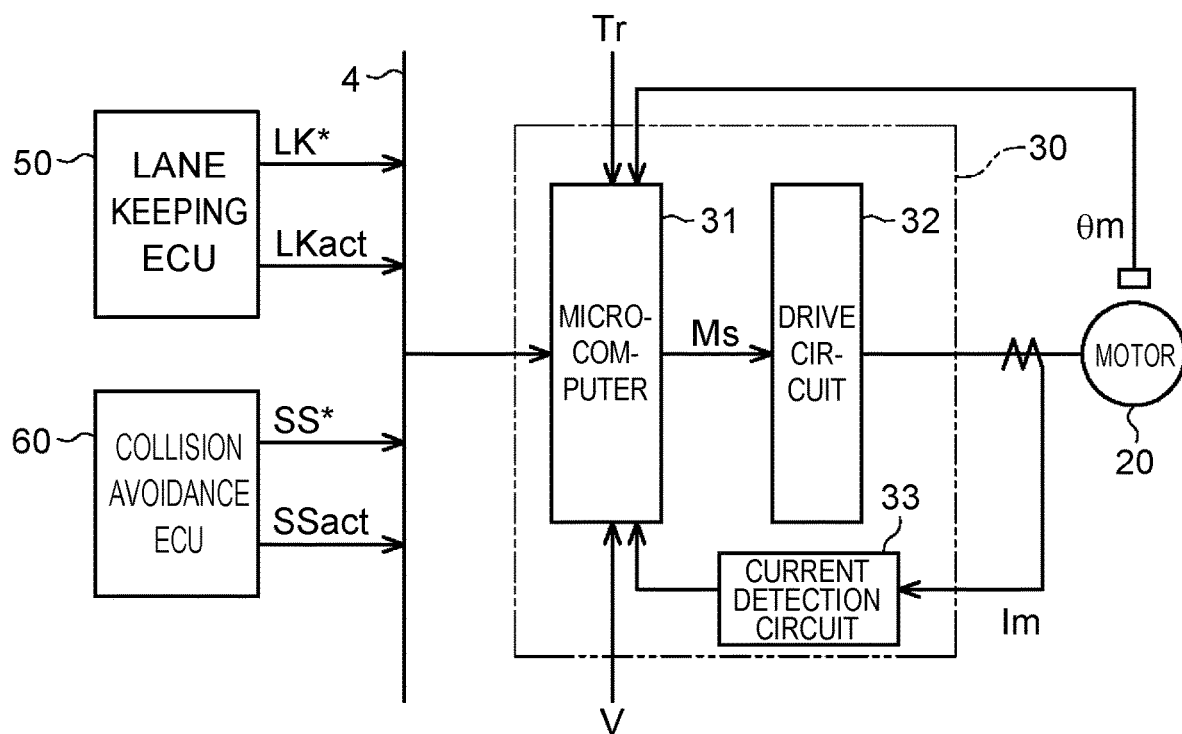 Tr
4
50
LANE
KEEPING
ECU
LK*
LKact
30
31
32
θm
MICRO-
COM-
PUTER
Ms
DRIVE
CIR-
CUIT
MOTOR
20
60
COLLISION
AVOIDANCE
ECU
SS*
SSact
33
CURRENT
DETECTION
CIRCUIT
Im
V